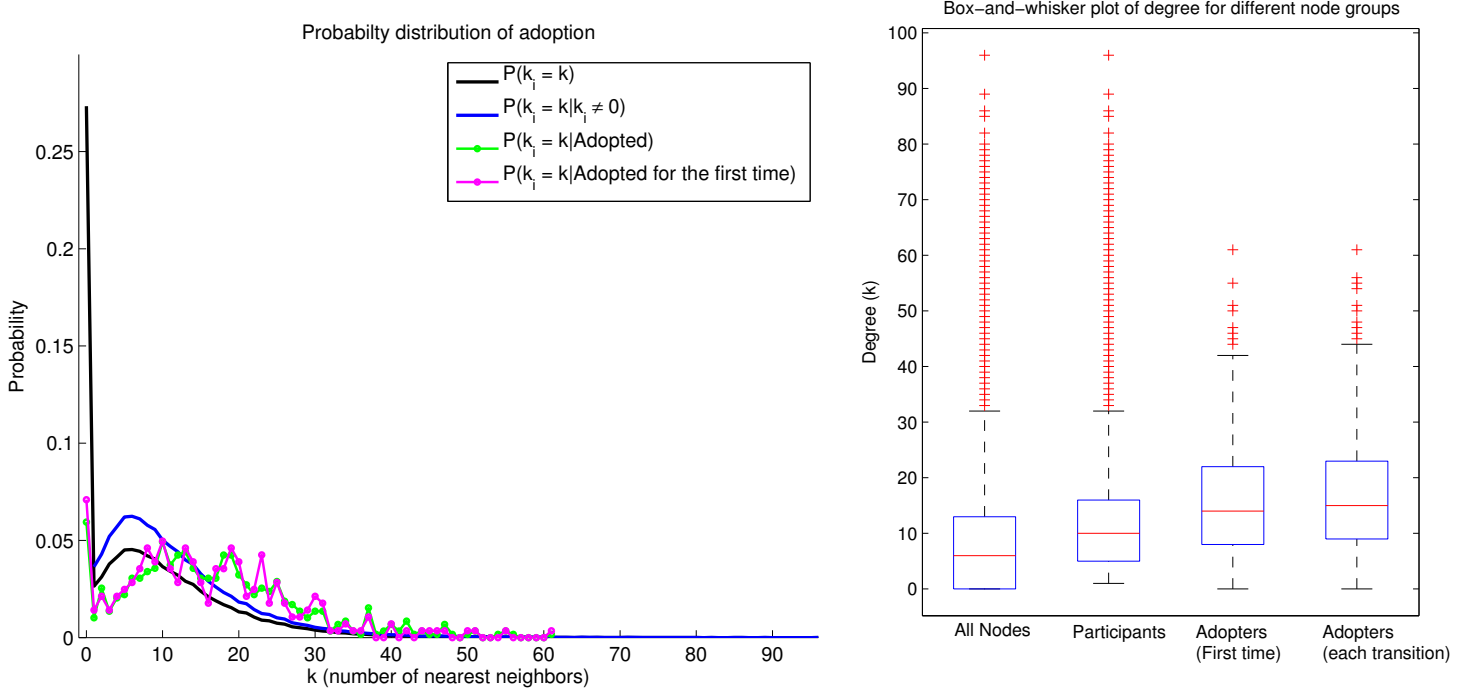 Probabilty distribution of adoption
P(k_i = k)
P(k_i = k|k_i ≠ 0)
P(k_i = k|Adopted)
P(k_i = k|Adopted for the first time)
Probability
0.25
0.2
0.15
0.1
0.05
0
0 10 20 30 40 50 60 70 80 90
k (number of nearest neighbors)
Box−and−whisker plot of degree for different node groups
Degree (k)
100
90
80
70
60
50
40
30
20
10
0
All Nodes Participants Adopters Adopters
(First time) (each transition)